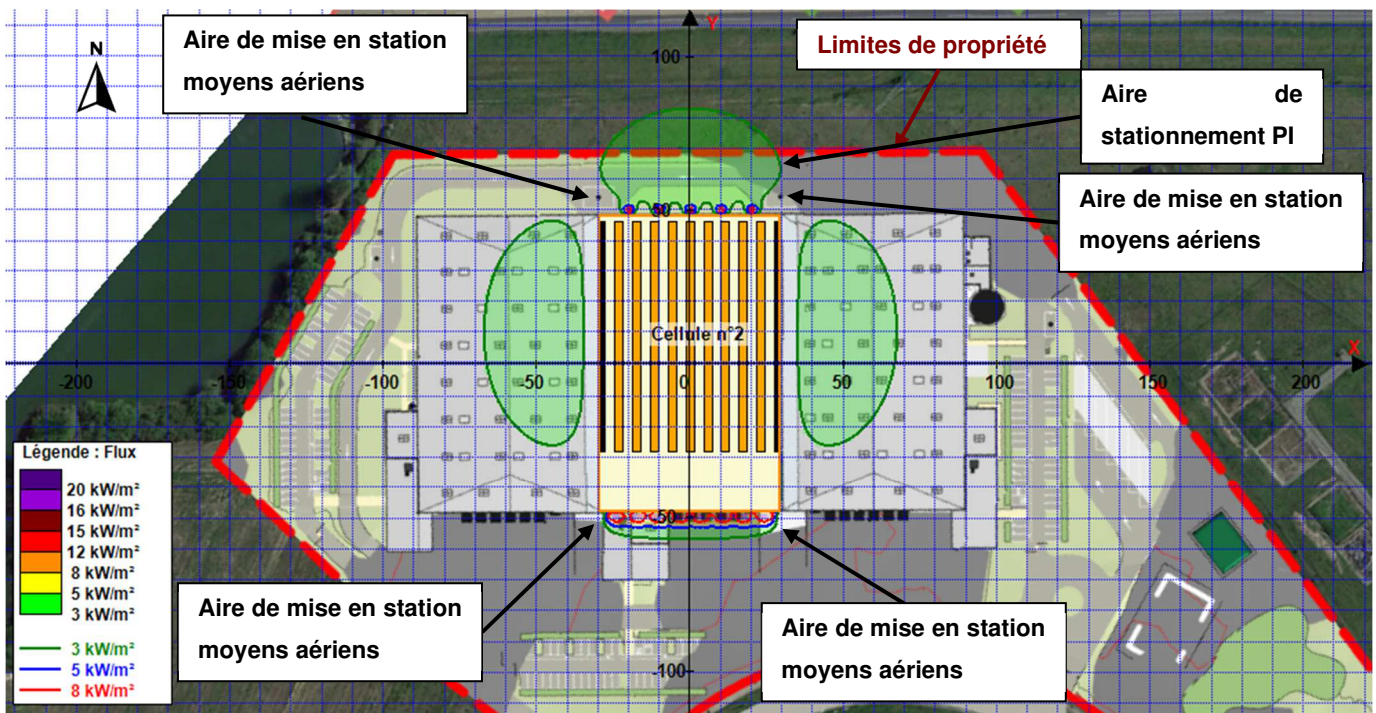 Aire de mise en station
moyens aériens
Limites de propriété
Aire de
stationnement PI
Aire de mise en station
moyens aériens
N
Y
100
50
Cellule n°2
X
-200
-150
-100
-50
0
50
100
150
200
-50
-100
Légende : Flux
20 kW/m²
16 kW/m²
15 kW/m²
12 kW/m²
8 kW/m²
5 kW/m²
3 kW/m²
3 kW/m²
5 kW/m²
8 kW/m²
Aire de mise en station
moyens aériens
Aire de mise en station
moyens aériens